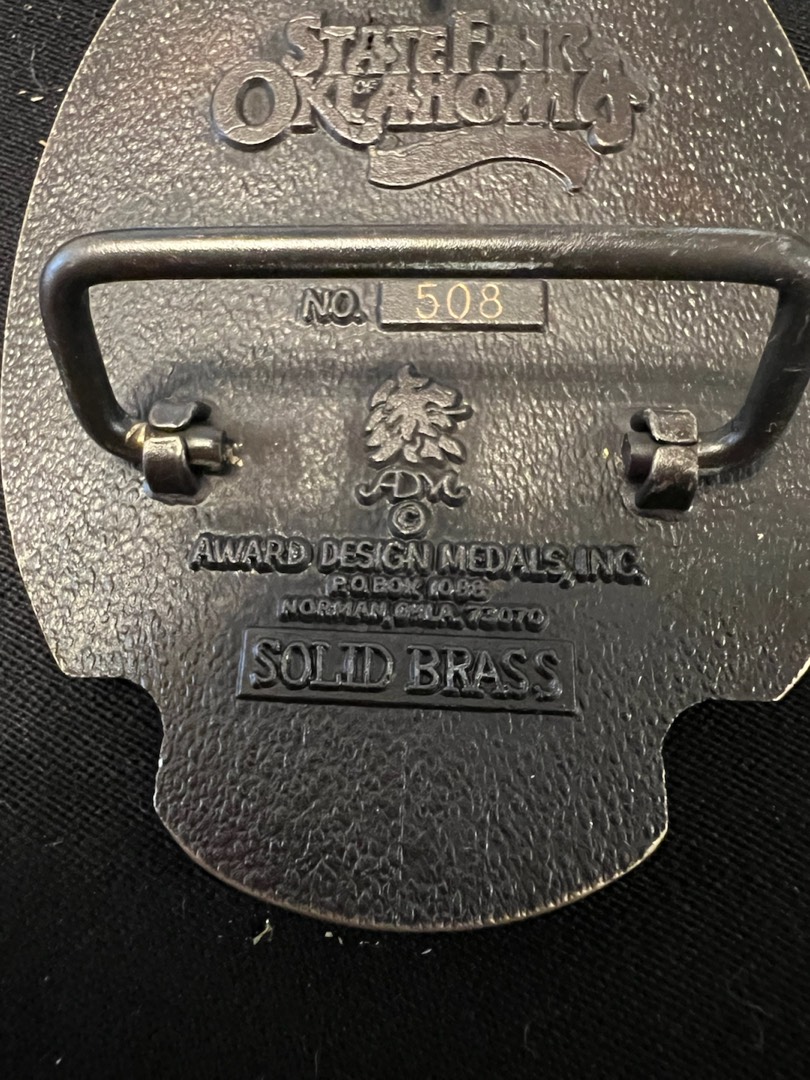 STATE FAIR
OF
OKLAHOMA
NO. 508
ADM
©
AWARD DESIGN MEDALS, INC.
P.O. BOX 1088
NORMAN, OKLA. 73070
SOLID BRASS